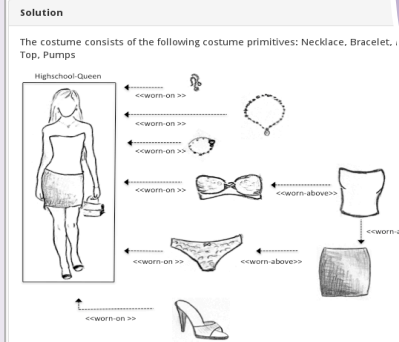 Solution
The costume consists of the following costume primitives: Necklace, Bracelet,
Top, Pumps
Highschool-Queen
<<worn-on >>
<<worn-on >>
<<worn-on >>
<<worn-on >>
<<worn-above>>
<<worn-
<<worn-on >>
<<worn-above>>
<<worn-on >>